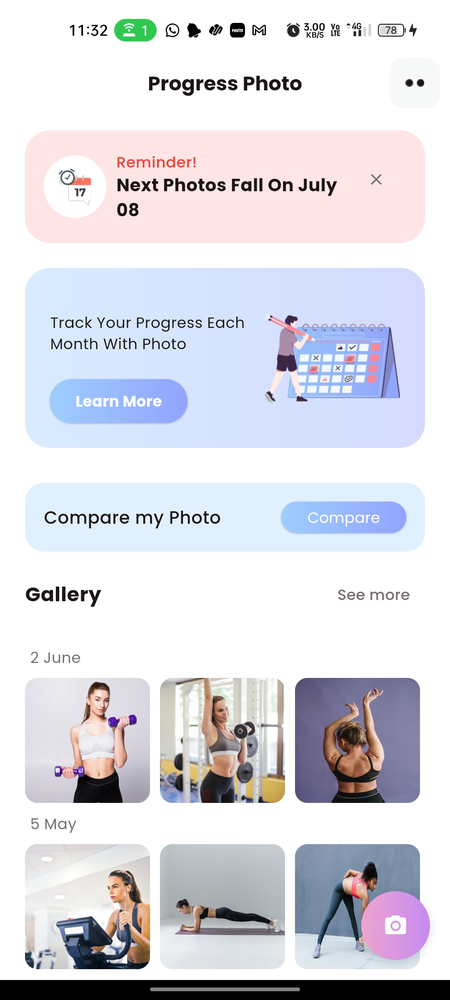 11:32
1
Paytm
3.00
KB/S
Vo
LTE
4G
78
Progress Photo
17
Reminder!
Next Photos Fall On July
08
Track Your Progress Each
Month With Photo
Learn More
Compare my Photo
Compare
Gallery
See more
2 June
5 May